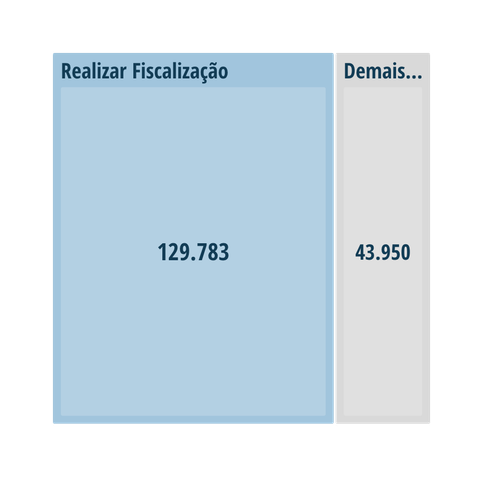 Realizar Fiscalização
Demais...
129.783
43.950